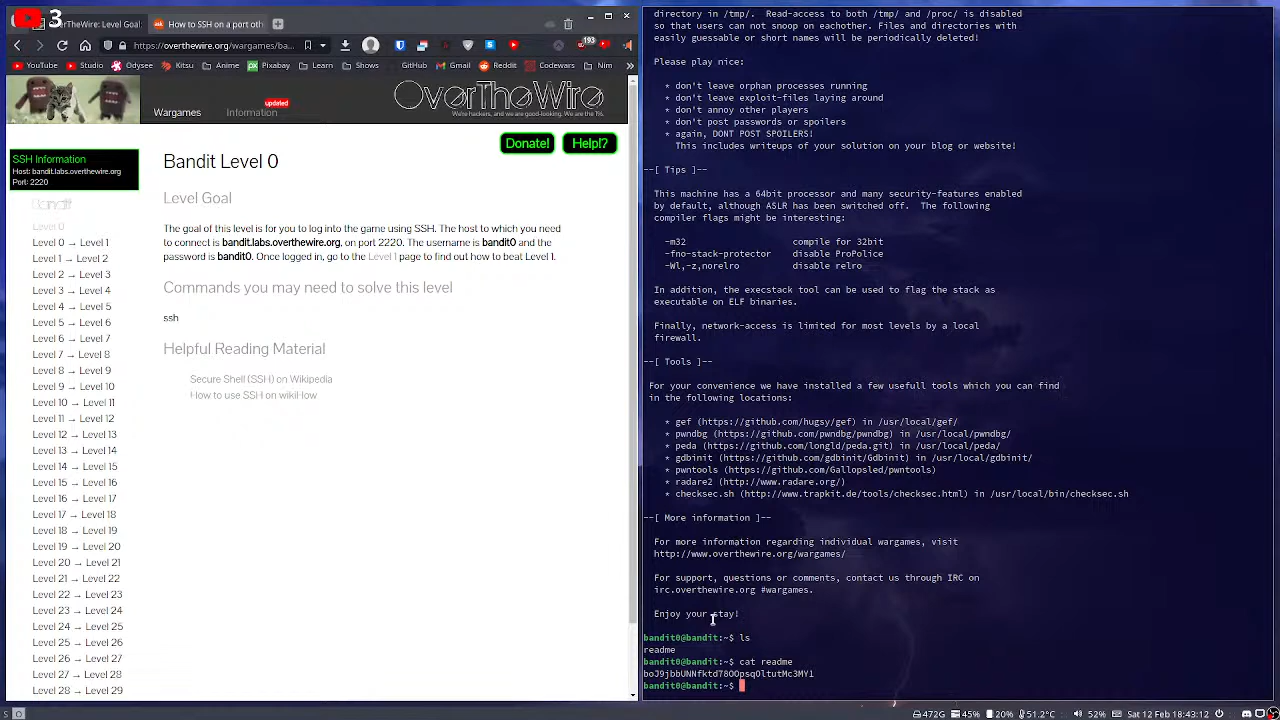 3
erTheWire: Level Goal:
How to SSH on a port oth
https://overthewire.org/wargames/ba...
193
YouTube
Studio
Odysee
Kitsu
Zenter
Pixabay
Learn
Shows
GitHub
Gmail
Reddit
Codewars
Nim
Wargames
Information
updated
OverTheWire
We're hackers, and we are good-looking. We are the 1%.
Donate!
Help!?
SSH Information
Host: bandit.labs.overthewire.org
Port: 2220
Bandit
Level 0
Level 0 → Level 1
Level 1 → Level 2
Level 2 → Level 3
Level 3 → Level 4
Level 4 → Level 5
Level 5 → Level 6
Level 6 → Level 7
Level 7 → Level 8
Level 8 → Level 9
Level 9 → Level 10
Level 10 → Level 11
Level 11 → Level 12
Level 12 → Level 13
Level 13 → Level 14
Level 14 → Level 15
Level 15 → Level 16
Level 16 → Level 17
Level 17 → Level 18
Level 18 → Level 19
Level 19 → Level 20
Level 20 → Level 21
Level 21 → Level 22
Level 22 → Level 23
Level 23 → Level 24
Level 24 → Level 25
Level 25 → Level 26
Level 26 → Level 27
Level 27 → Level 28
Level 28 → Level 29
Bandit Level 0
Level Goal
The goal of this level is for you to log into the game using SSH. The host to which you need
to connect is bandit.labs.overthewire.org, on port 2220. The username is bandit0 and the
password is bandit0. Once logged in, go to the Level 1 page to find out how to beat Level 1.
Commands you may need to solve this level
ssh
Helpful Reading Material
Secure Shell (SSH) on Wikipedia
How to use SSH on wikiHow
directory in /tmp/. Read-access to both /tmp/ and /proc/ is disabled
so that users can not snoop on eachother. Files and directories with
easily guessable or short names will be periodically deleted!
Please play nice:
* don't leave orphan processes running
* don't leave exploit-files laying around
* don't annoy other players
* don't post passwords or spoilers
* again, DONT POST SPOILERS!
This includes writeups of your solution on your blog or website!
--[ Tips ]--
This machine has a 64bit processor and many security-features enabled
by default, although ASLR has been switched off.  The following
compiler flags might be interesting:
-m32 compile for 32bit
-fno-stack-protector disable ProPolice
-Wl,-z,norelro disable relro
In addition, the execstack tool can be used to flag the stack as
executable on ELF binaries.
Finally, network-access is limited for most levels by a local
firewall.
--[ Tools ]--
For your convenience we have installed a few usefull tools which you can find
in the following locations:
* gef (https://github.com/hugsy/gef) in /usr/local/gef/
* pwndbg (https://github.com/pwndbg/pwndbg) in /usr/local/pwndbg/
* peda (https://github.com/longld/peda.git) in /usr/local/peda/
* gdbinit (https://github.com/gdbinit/Gdbinit) in /usr/local/gdbinit/
* pwntools (https://github.com/Gallopsled/pwntools)
* radare2 (http://www.radare.org/)
* checksec.sh (http://www.trapkit.de/tools/checksec.html) in /usr/local/bin/checksec.sh
--[ More information ]--
For more information regarding individual wargames, visit
http://www.overthewire.org/wargames/
For support, questions or comments, contact us through IRC on
irc.overthewire.org #wargames.
Enjoy your stay!
bandit0@bandit:~$ ls
readme
bandit0@bandit:~$ cat readme
boJ9jbbUNNfktd78OOpsqOltutMc3MY1
bandit0@bandit:~$
S
472G
45%
20%
51.2°C
52%
Sat 12 Feb 18:43:12